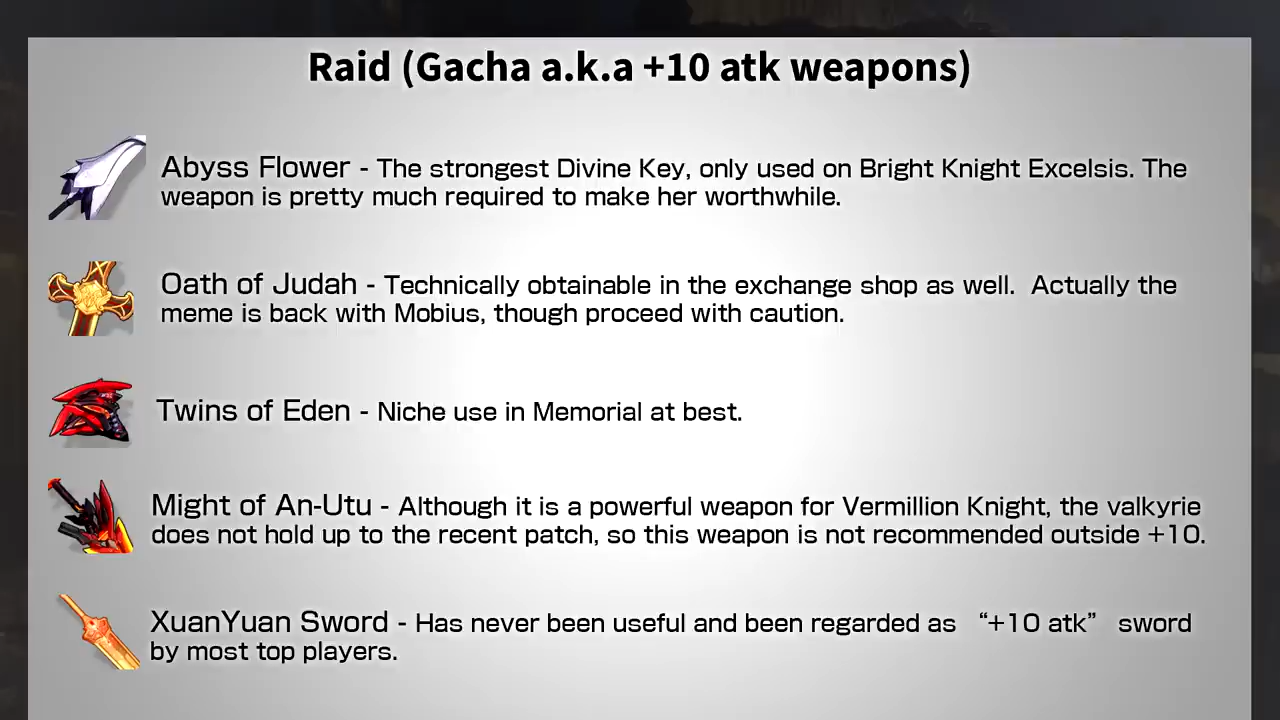 Raid (Gacha a.k.a +10 atk weapons)
Abyss Flower - The strongest Divine Key, only used on Bright Knight Excelsis. The
weapon is pretty much required to make her worthwhile.
Oath of Judah - Technically obtainable in the exchange shop as well.  Actually the
meme is back with Mobius, though proceed with caution.
Twins of Eden - Niche use in Memorial at best.
Might of An-Utu - Although it is a powerful weapon for Vermillion Knight, the valkyrie
does not hold up to the recent patch, so this weapon is not recommended outside +10.
XuanYuan Sword - Has never been useful and been regarded as “+10 atk” sword
by most top players.